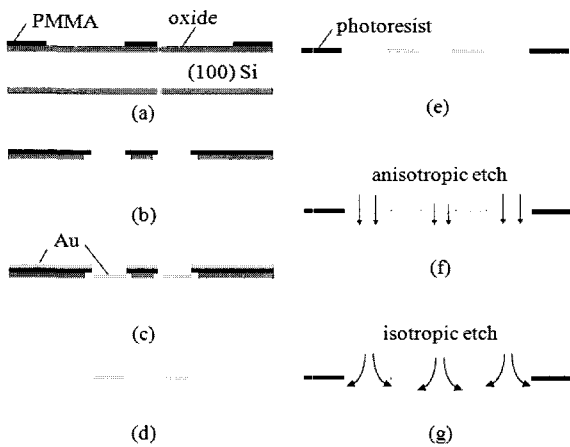 PMMA
oxide
(100) Si
(a)
(b)
Au
(c)
(d)
photoresist
(e)
anisotropic etch
(f)
isotropic etch
(g)